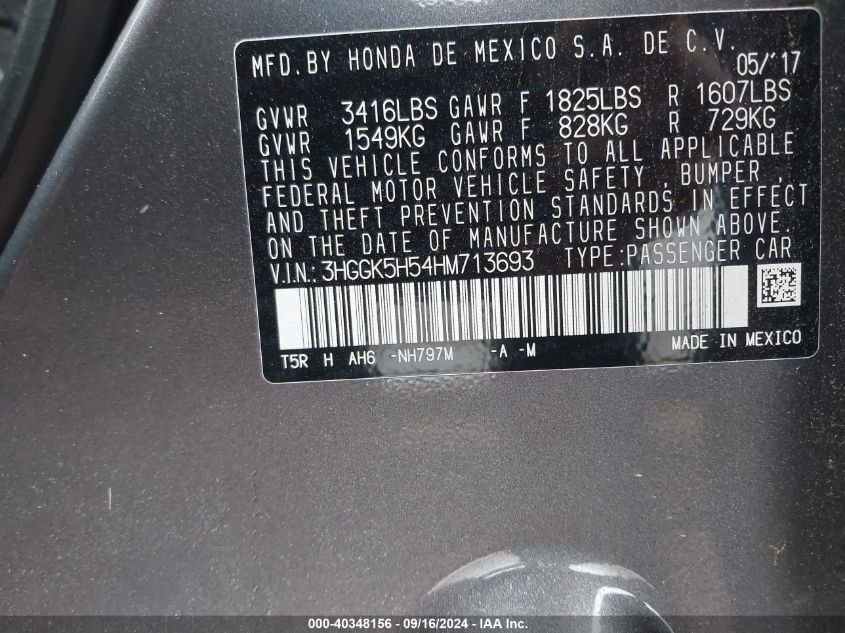 MFD. BY HONDA DE MEXICO S.A. DE C.V.
05/'17
GVWR 3416LBS GAWR F 1825LBS R 1607LBS
GVWR 1549KG GAWR F 828KG R 729KG
THIS VEHICLE CONFORMS TO ALL APPLICABLE
FEDERAL MOTOR VEHICLE SAFETY, BUMPER,
AND THEFT PREVENTION STANDARDS IN EFFECT
ON THE DATE OF MANUFACTURE SHOWN ABOVE.
V.I.N.: 3HGGK5H54HM713693 TYPE: PASSENGER CAR
T5R H AH6 -NH797M -A -M MADE IN MEXICO
000-40348156 - 09/16/2024 - IAA Inc.